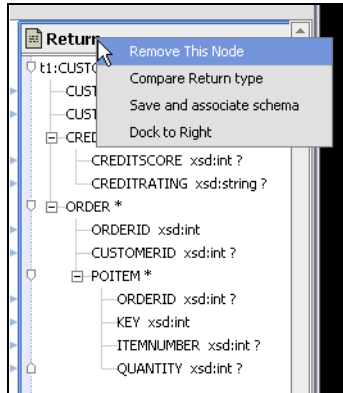 Return
Remove This Node
Compare Return type
Save and associate schema
Dock to Right
t1:CUSTO
CUST
CUST
CRED
CREDITSCORE xsd:int ?
CREDITRATING xsd:string ?
ORDER *
ORDERID xsd:int
CUSTOMERID xsd:int ?
POITEM *
ORDERID xsd:int ?
KEY xsd:int
ITEMNUMBER xsd:int ?
QUANTITY xsd:int ?